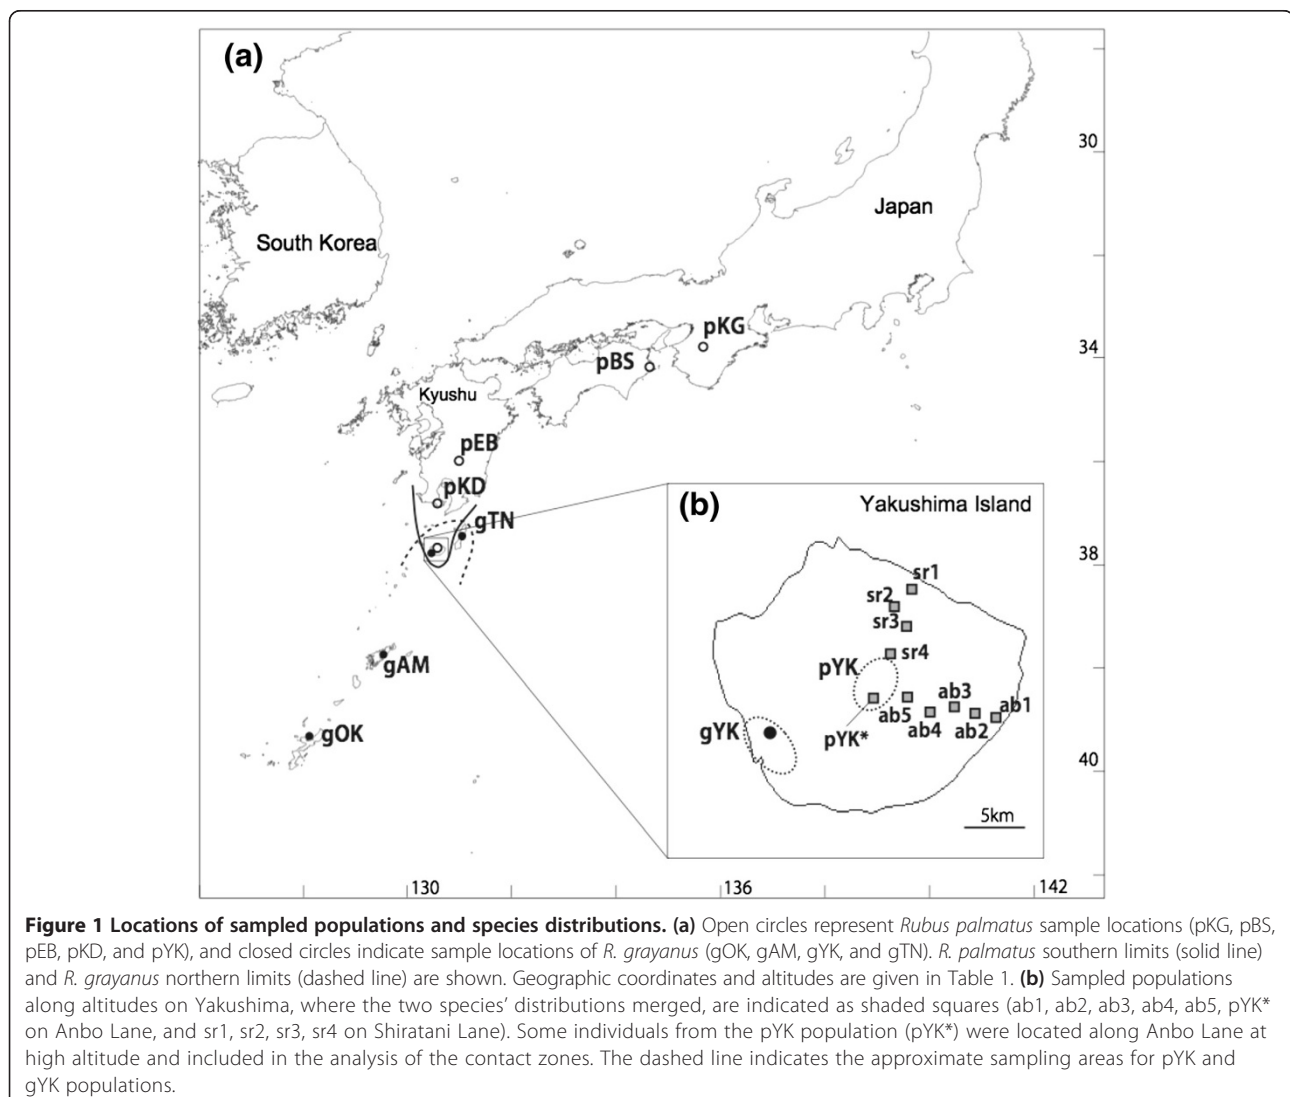 (a)
30
Japan
South Korea
pKG
34
pBS
Kyushu
pEB
pKD
gTN
(b)
Yakushima Island
38
sr1
sr2
sr3
sr4
pYK
gAM
ab3
ab1
ab5
ab4
ab2
gYK
pYK*
gOK
40
5km
130
136
142
Figure 1 Locations of sampled populations and species distributions. (a) Open circles represent Rubus palmatus sample locations (pKG, pBS,
pEB, pKD, and pYK), and closed circles indicate sample locations of R. grayanus (gOK, gAM, gYK, and gTN). R. palmatus southern limits (solid line)
and R. grayanus northern limits (dashed line) are shown. Geographic coordinates and altitudes are given in Table 1. (b) Sampled populations
along altitudes on Yakushima, where the two species' distributions merged, are indicated as shaded squares (ab1, ab2, ab3, ab4, ab5, pYK*
on Anbo Lane, and sr1, sr2, sr3, sr4 on Shiratani Lane). Some individuals from the pYK population (pYK*) were located along Anbo Lane at
high altitude and included in the analysis of the contact zones. The dashed line indicates the approximate sampling areas for pYK and
gYK populations.